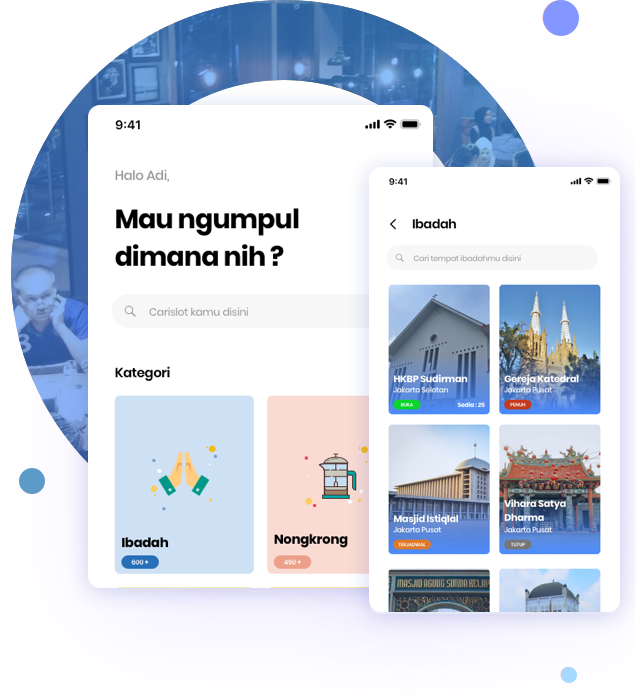 9:41
Halo Adi,
Mau ngumpul
dimana nih ?
Carislot kamu disini
Kategori
Ibadah
600 +
Nongkrong
450 +
9:41
Ibadah
Cari tempat ibadahmu disini
HKBP Sudirman
Jakarta Selatan
BUKA
Sedia : 25
Gereja Katedral
Jakarta Pusat
PENUH
Masjid Istiqlal
Jakarta Pusat
TERJADWAL
Vihara Satya
Dharma
Jakarta Pusat
TUTUP
MASJID AGUNG SUNDA KELAPA